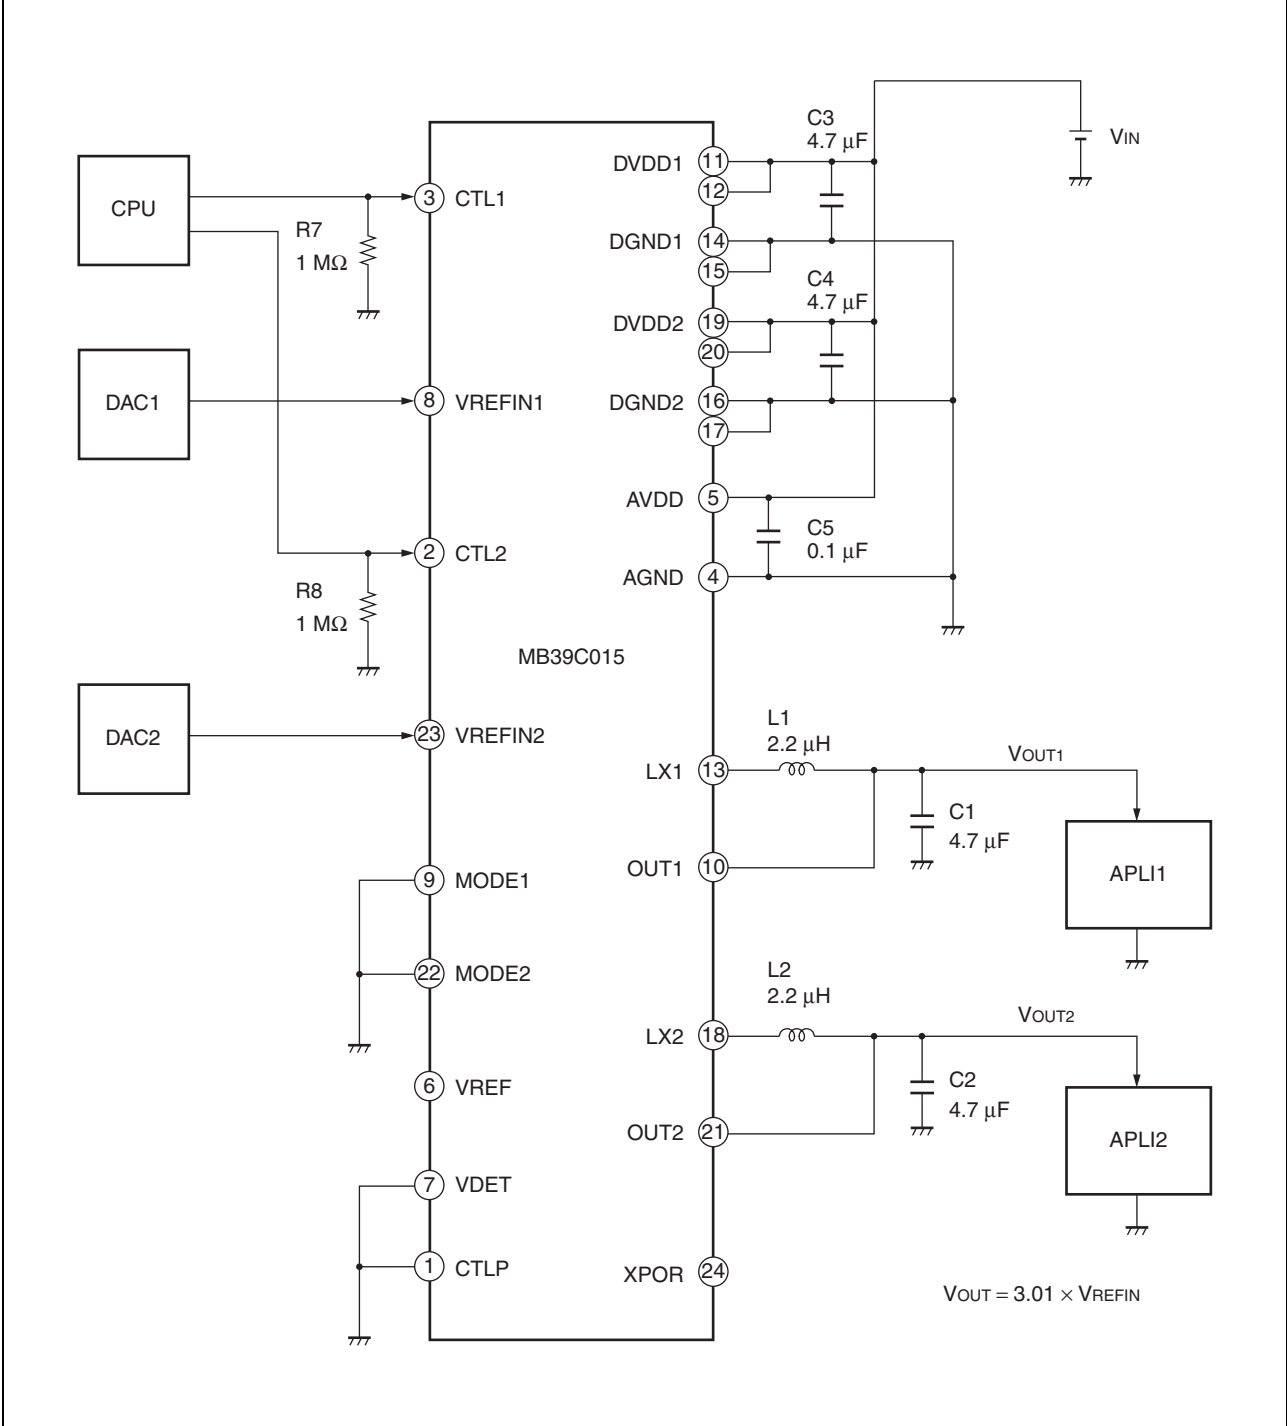 CPU
R7
1 MΩ
3
CTL1
DAC1
8
VREFIN1
2
CTL2
R8
1 MΩ
MB39C015
DAC2
23
VREFIN2
9
MODE1
22
MODE2
6
VREF
7
VDET
1
CTLP
DVDD1
11
12
C3
4.7 μF
VIN
DGND1
14
15
C4
4.7 μF
DVDD2
19
20
DGND2
16
17
AVDD
5
C5
0.1 μF
AGND
4
L1
2.2 μH
LX1
13
VOUT1
C1
4.7 μF
OUT1
10
APLI1
L2
2.2 μH
LX2
18
VOUT2
C2
4.7 μF
OUT2
21
APLI2
XPOR
24
VOUT = 3.01 × VREFIN